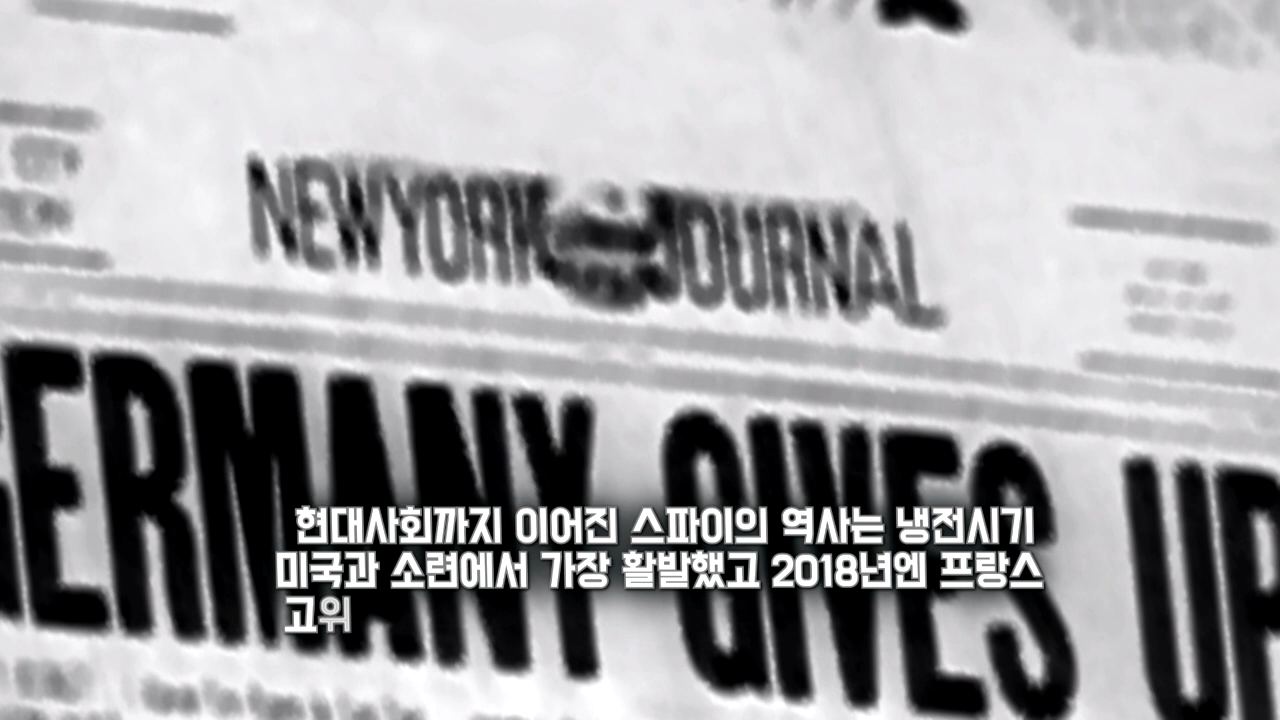 NEW YORK JOURNAL
GERMANY GIVES UP
현대사회까지 이어진 스파이의 역사는 냉전시기
미국과 소련에서 가장 활발했고 2018년엔 프랑스
고위